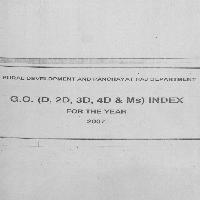 RURAL DEVELOPMENT AND PANCHAYAT RAJ DEPARTMENT
G.O. (D, 2D, 3D, 4D & Ms) INDEX
FOR THE YEAR
2007